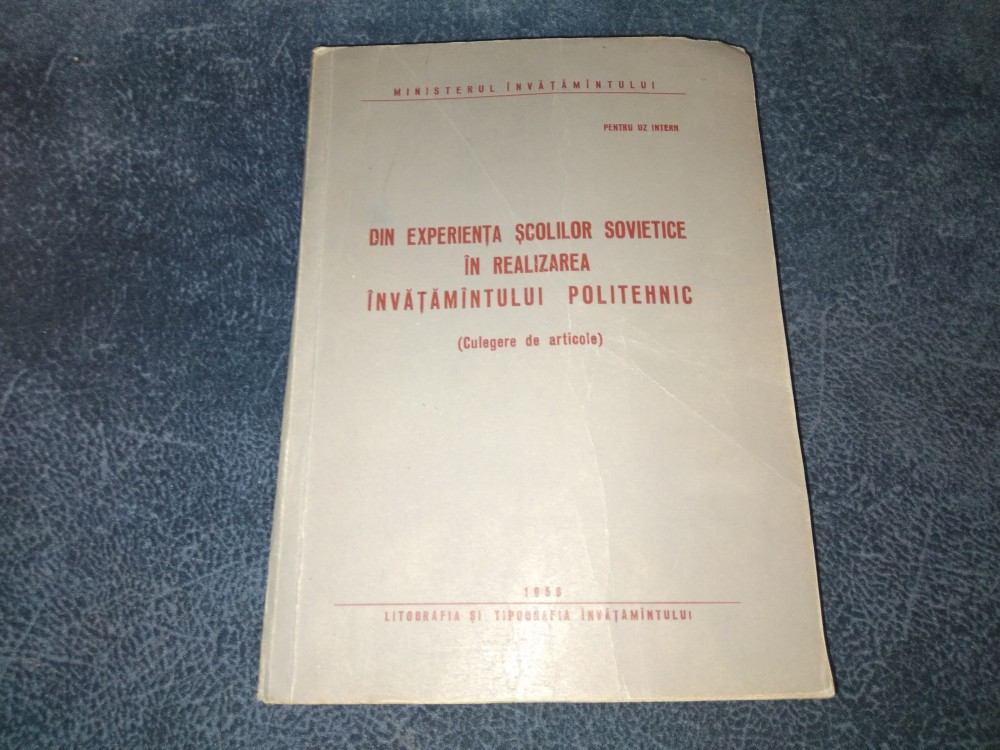 MINISTERUL ÎNVĂȚĂMÎNTULUI
PENTRU UZ INTERN
DIN EXPERIENȚA ȘCOLILOR SOVIETICE
ÎN REALIZAREA
ÎNVĂȚĂMÎNTULUI POLITEHNIC
(Culegere de articole)
LITOGRAFIA ȘI TIPOGRAFIA ÎNVĂȚAMÎNTULUI